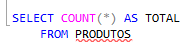 SELECT COUNT(*) AS TOTAL
FROM PRODUTOS